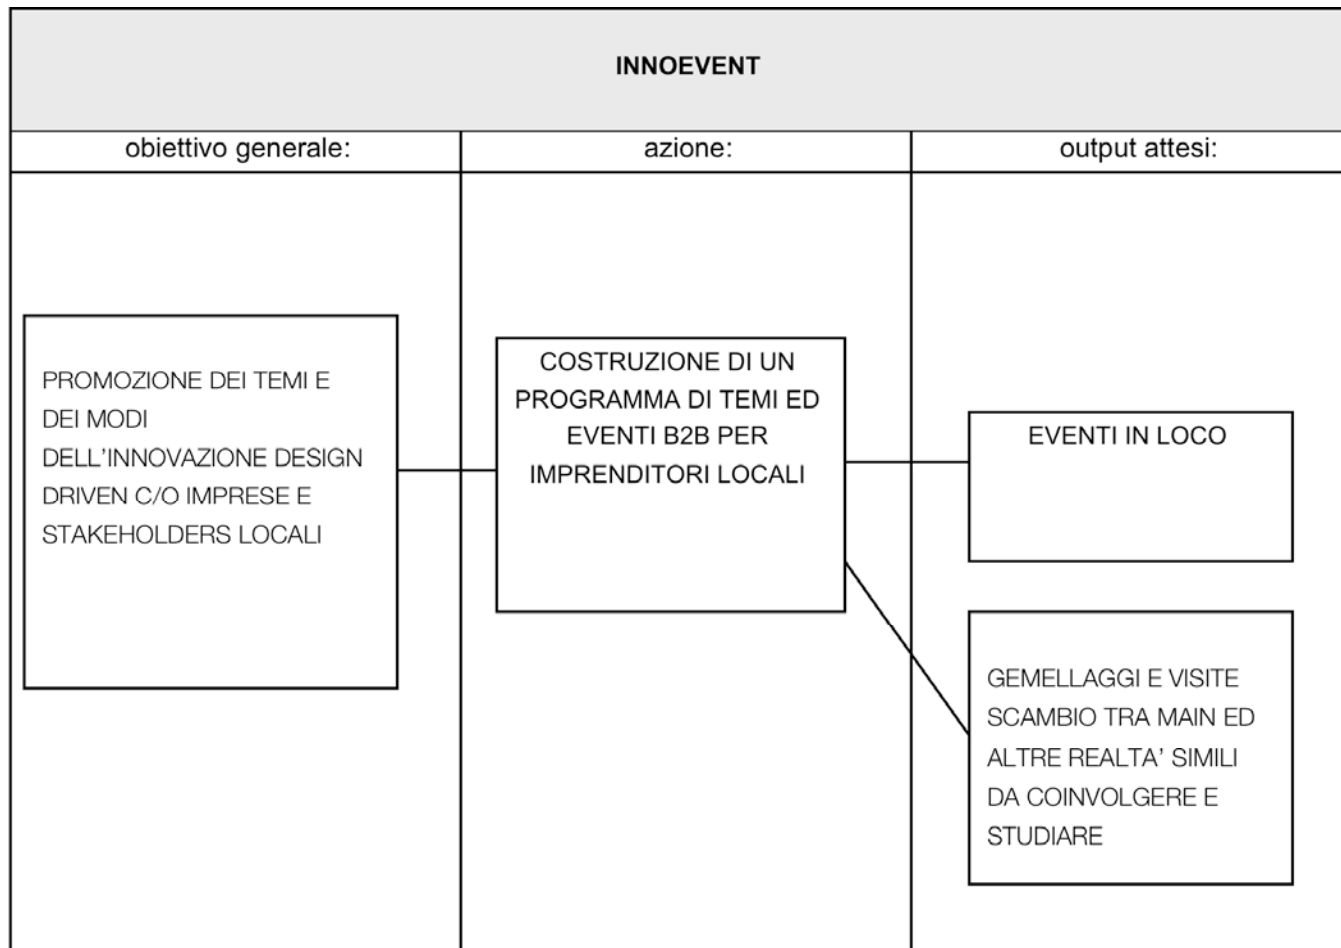 INNOEVENT
obiettivo generale:
azione:
output attesi:
PROMOZIONE DEI TEMI E
DEI MODI
DELL'INNOVAZIONE DESIGN
DRIVEN C/O IMPRESE E
STAKEHOLDERS LOCALI
COSTRUZIONE DI UN
PROGRAMMA DI TEMI ED
EVENTI B2B PER
IMPRENDITORI LOCALI
EVENTI IN LOCO
GEMELLAGGI E VISITE
SCAMBIO TRA MAIN ED
ALTRE REALTA' SIMILI
DA COINVOLGERE E
STUDIARE